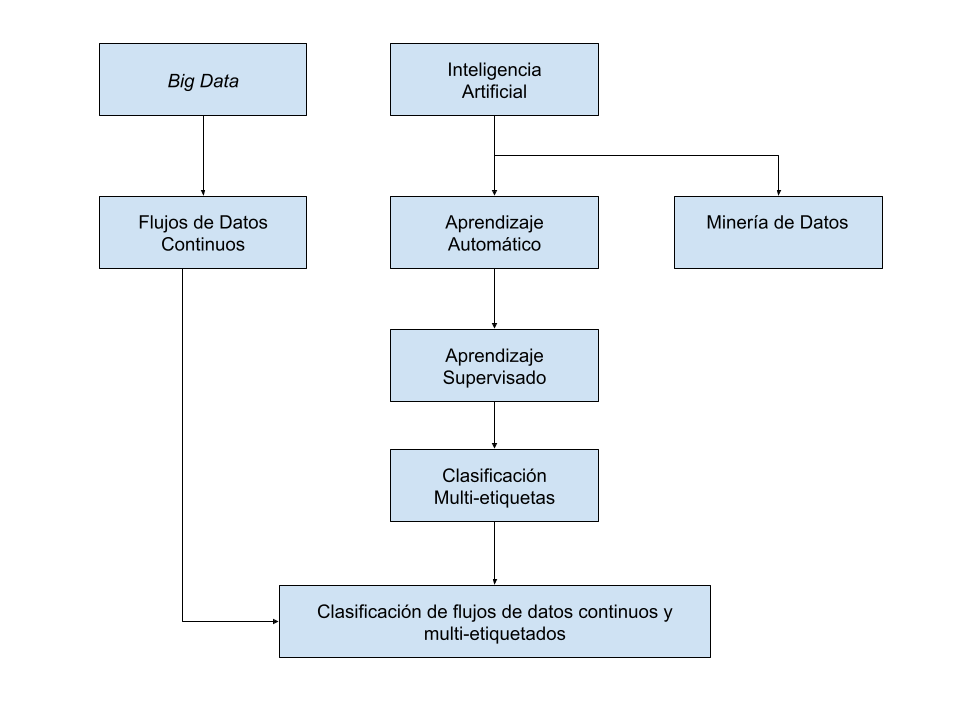 Big Data
Inteligencia
Artificial
Flujos de Datos
Continuos
Aprendizaje
Automático
Minería de Datos
Aprendizaje
Supervisado
Clasificación
Multi-etiquetas
Clasificación de flujos de datos continuos y
multi-etiquetados